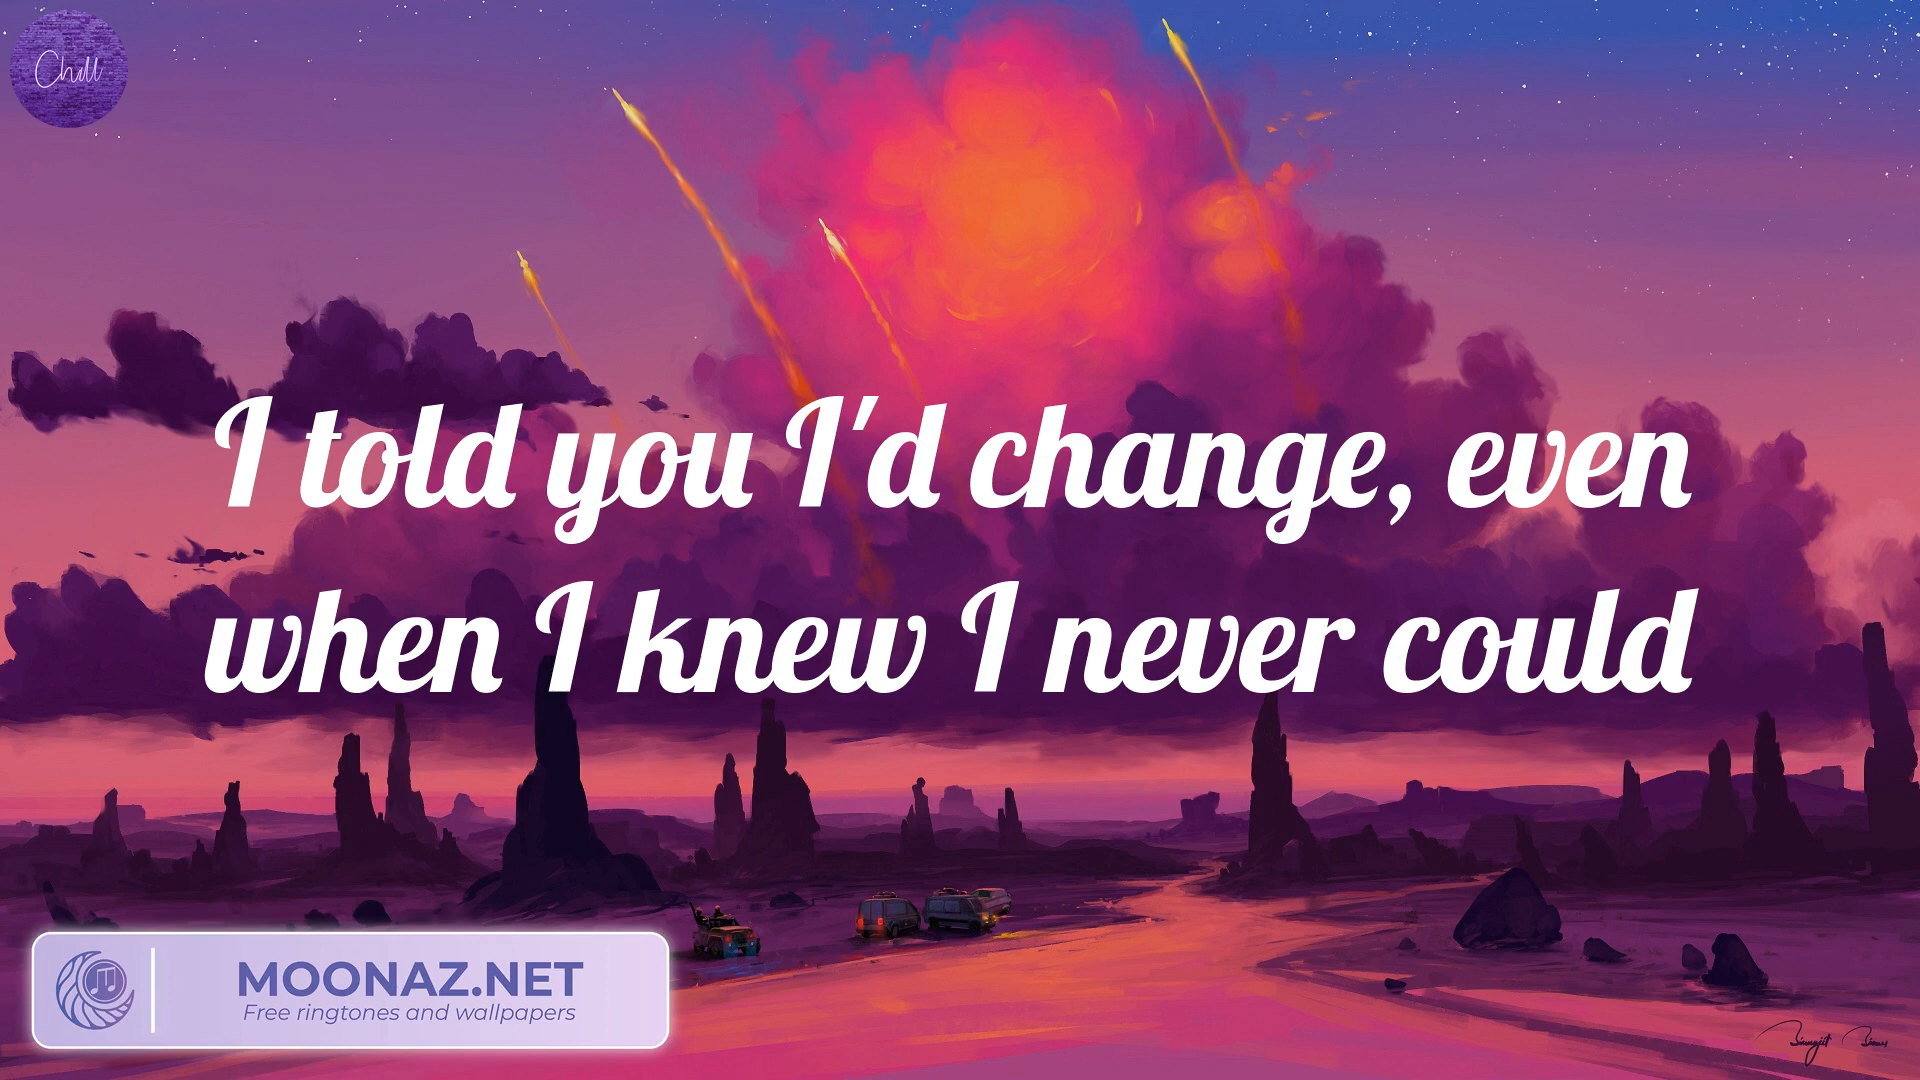 Chill
I told you I'd change, even
when I knew I never could
MOONAZ.NET
Free ringtones and wallpapers